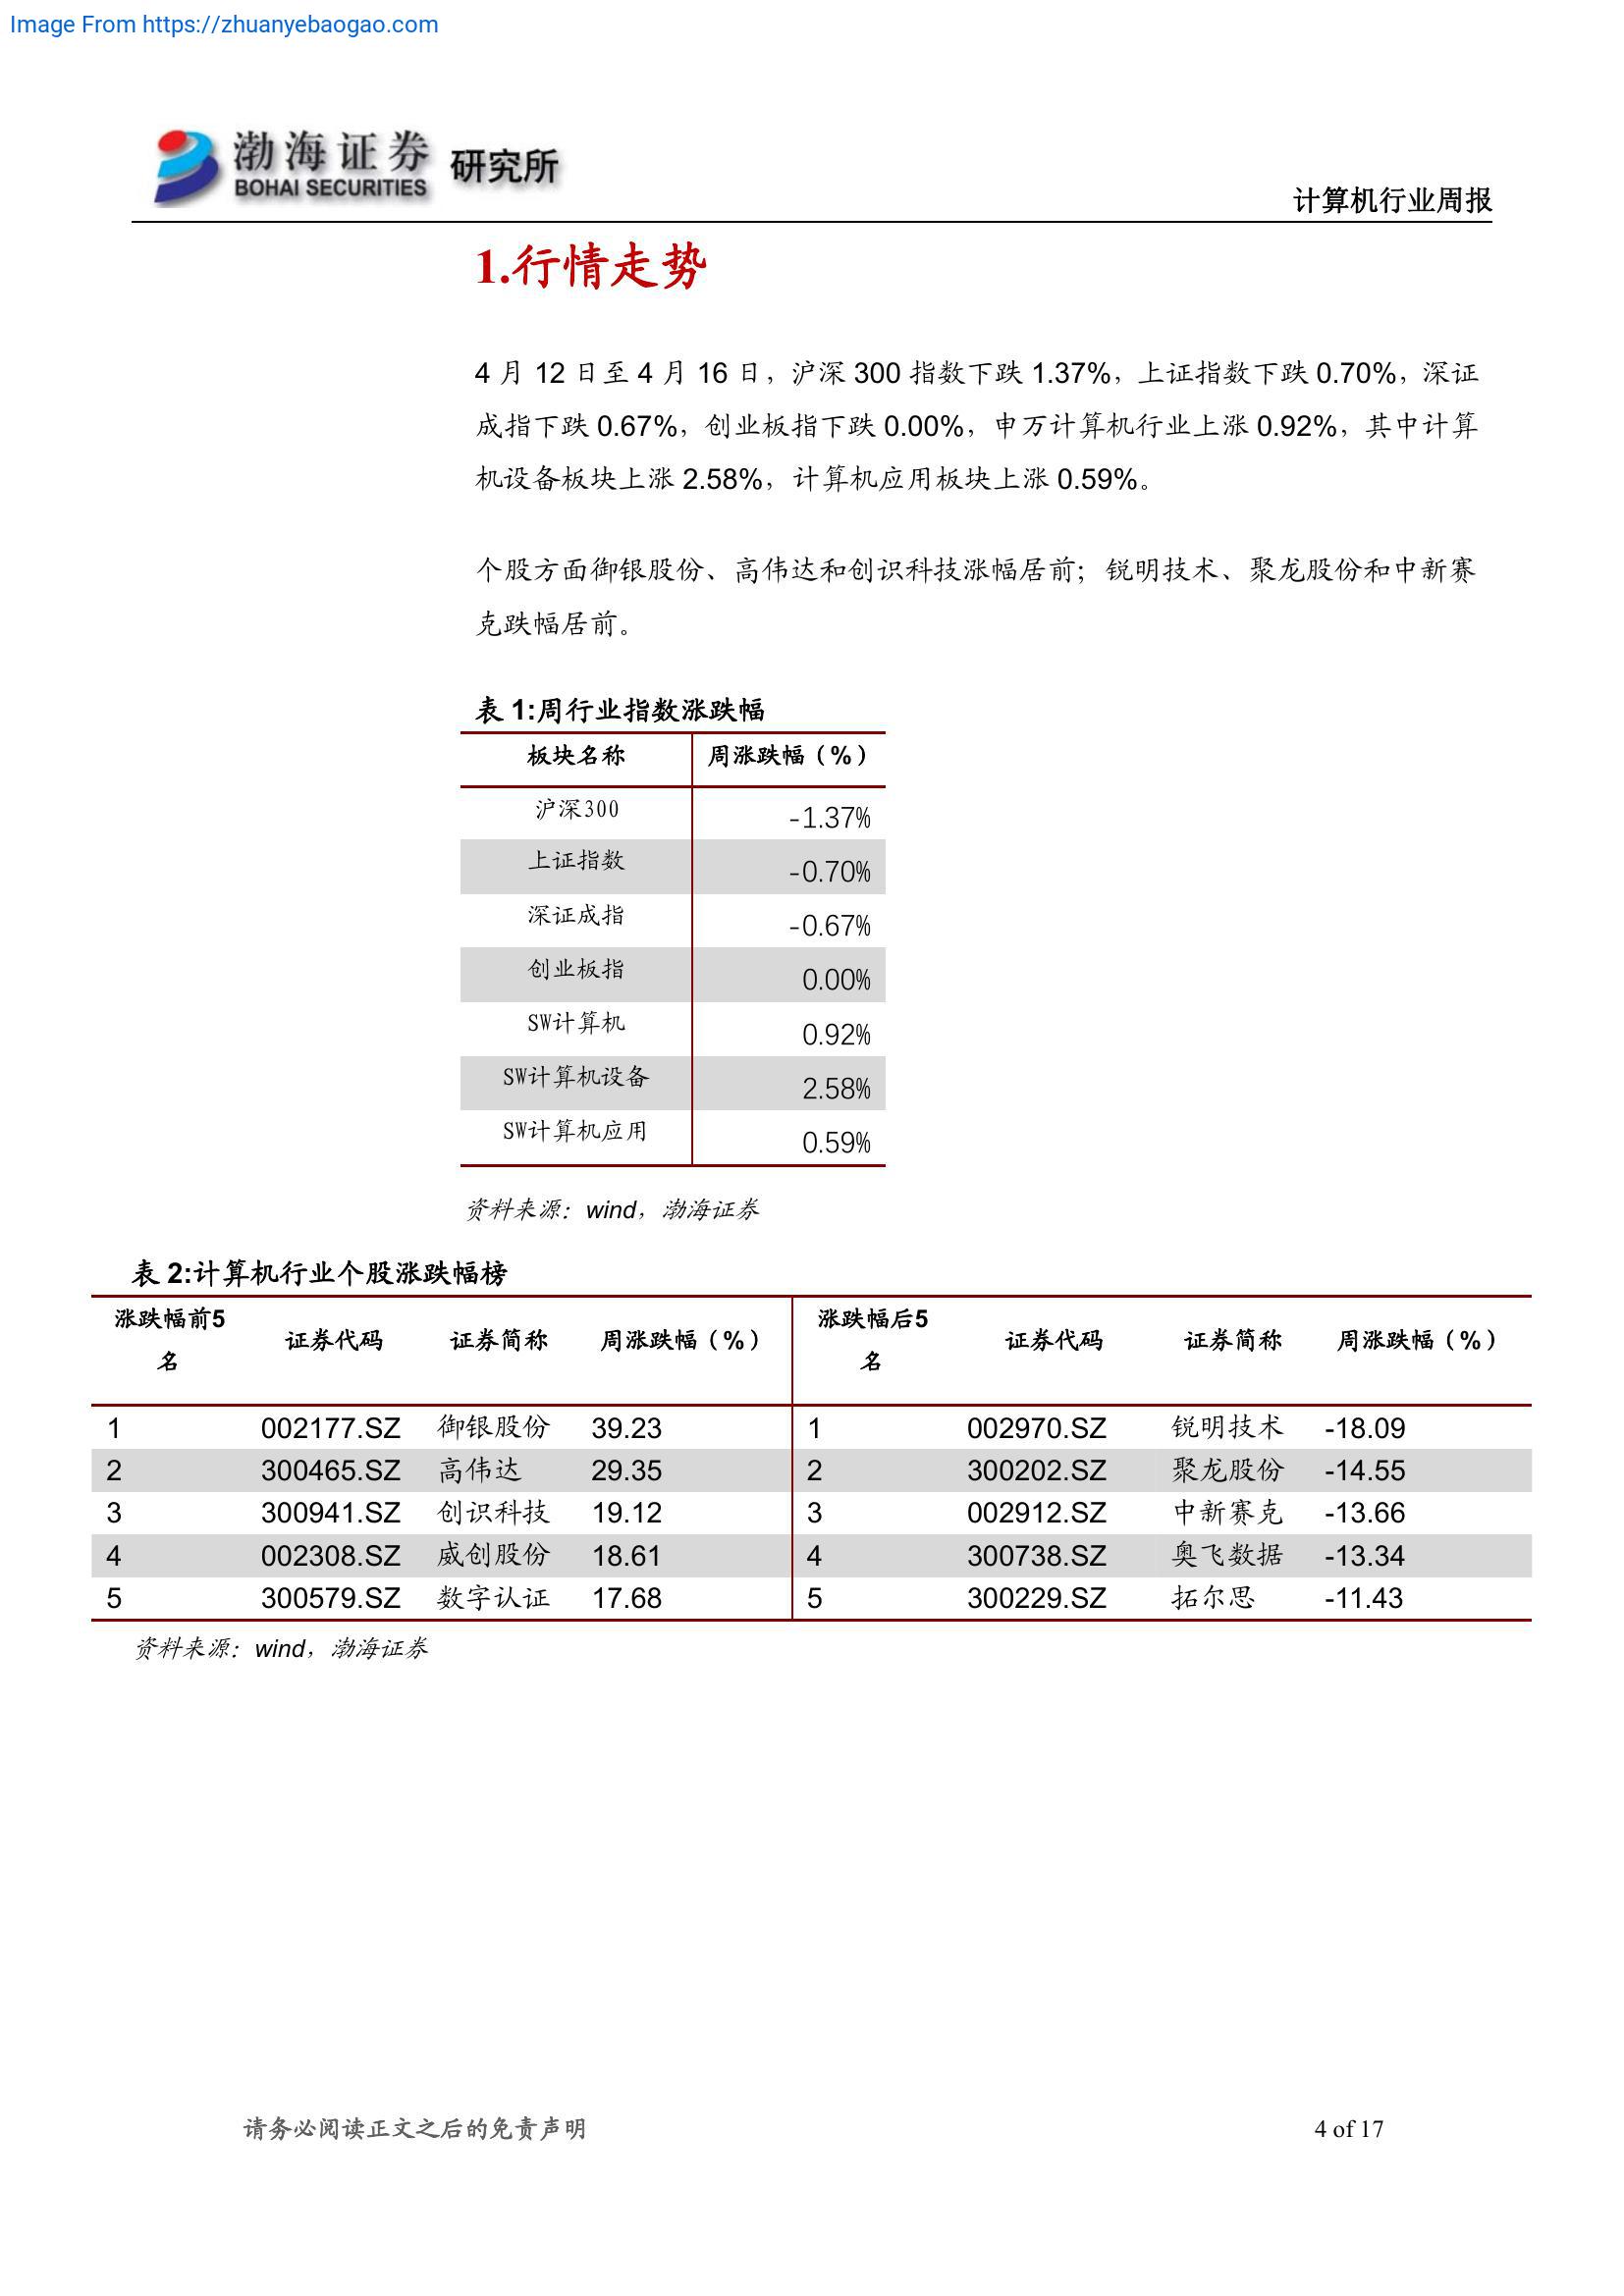 Image From https://zhuanyebaogao.com
渤海证券 研究所
BOHAI SECURITIES
计算机行业周报
1.行情走势
4 月 12 日至 4 月 16 日，沪深 300 指数下跌 1.37%，上证指数下跌 0.70%，深证
成指下跌 0.67%，创业板指下跌 0.00%，申万计算机行业上涨 0.92%，其中计算
机设备板块上涨 2.58%，计算机应用板块上涨 0.59%。
个股方面御银股份、高伟达和创识科技涨幅居前；锐明技术、聚龙股份和中新赛
克跌幅居前。
表 1:周行业指数涨跌幅
板块名称 周涨跌幅（%）
沪深300 -1.37%
上证指数 -0.70%
深证成指 -0.67%
创业板指 0.00%
SW计算机 0.92%
SW计算机设备 2.58%
SW计算机应用 0.59%
资料来源：wind，渤海证券
表 2:计算机行业个股涨跌幅榜
涨跌幅前5名 证券代码 证券简称 周涨跌幅（%） 涨跌幅后5名 证券代码 证券简称 周涨跌幅（%）
1 002177.SZ 御银股份 39.23 1 002970.SZ 锐明技术 -18.09
2 300465.SZ 高伟达 29.35 2 300202.SZ 聚龙股份 -14.55
3 300941.SZ 创识科技 19.12 3 002912.SZ 中新赛克 -13.66
4 002308.SZ 威创股份 18.61 4 300738.SZ 奥飞数据 -13.34
5 300579.SZ 数字认证 17.68 5 300229.SZ 拓尔思 -11.43
资料来源：wind，渤海证券
请务必阅读正文之后的免责声明 4 of 17